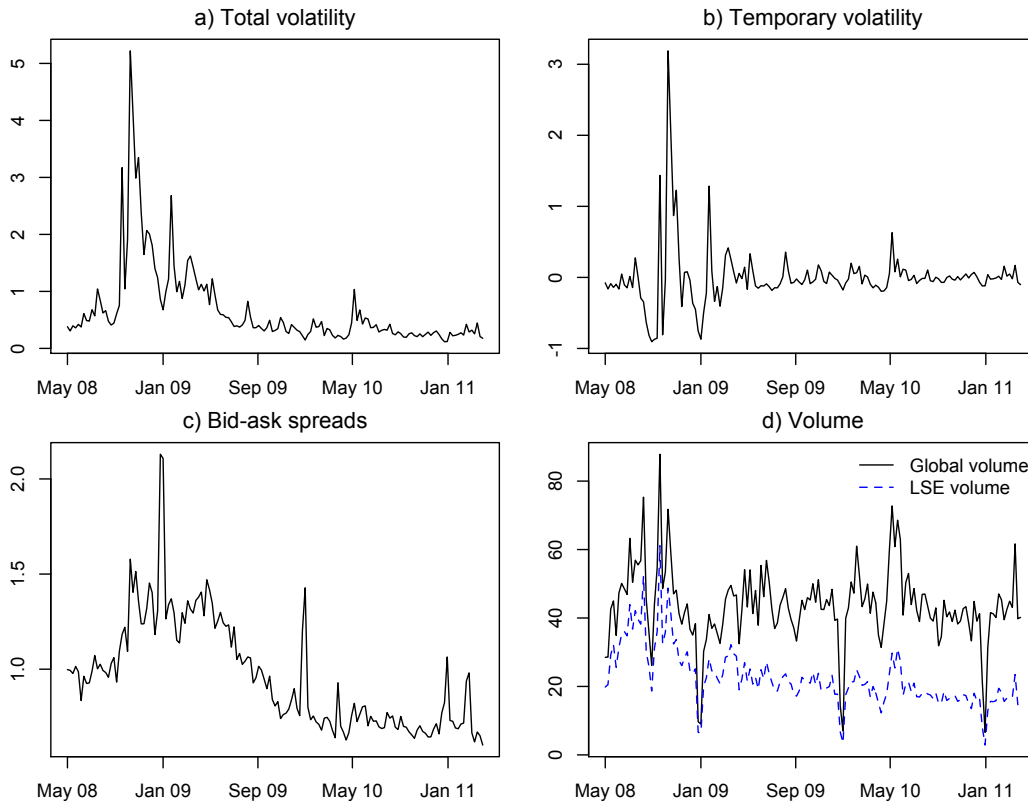 a) Total volatility
5
4
3
2
1
0
May 08 Jan 09 Sep 09 May 10 Jan 11
b) Temporary volatility
3
2
1
0
-1
May 08 Jan 09 Sep 09 May 10 Jan 11
c) Bid-ask spreads
2.0
1.5
1.0
May 08 Jan 09 Sep 09 May 10 Jan 11
d) Volume
Global volume
LSE volume
80
60
40
20
0
May 08 Jan 09 Sep 09 May 10 Jan 11